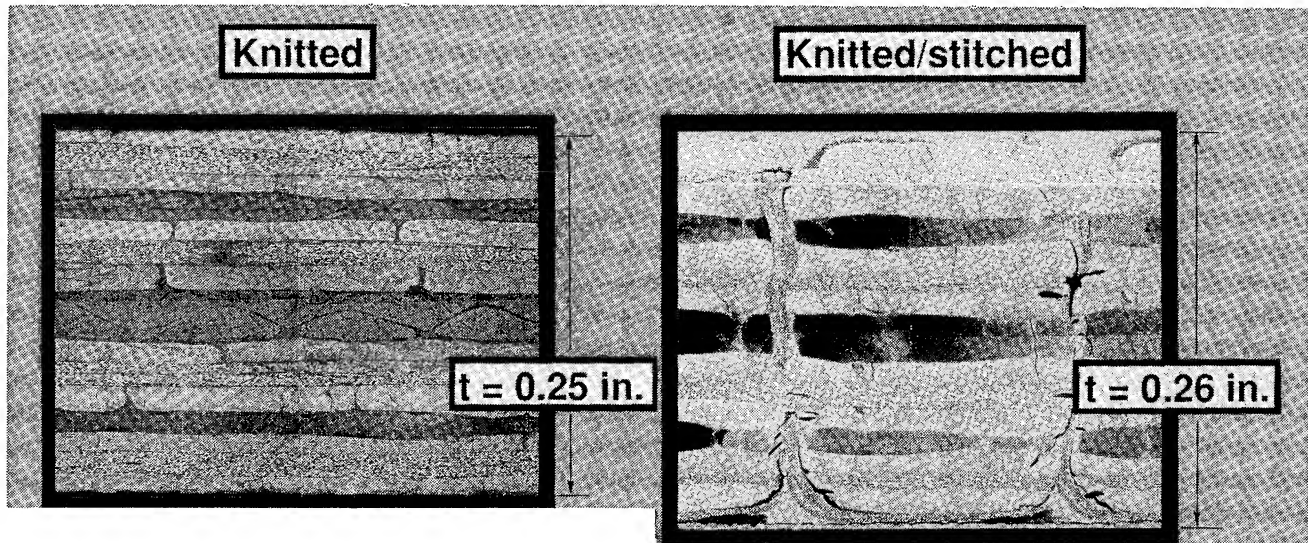 Knitted
Knitted/stitched
t = 0.25 in.
t = 0.26 in.